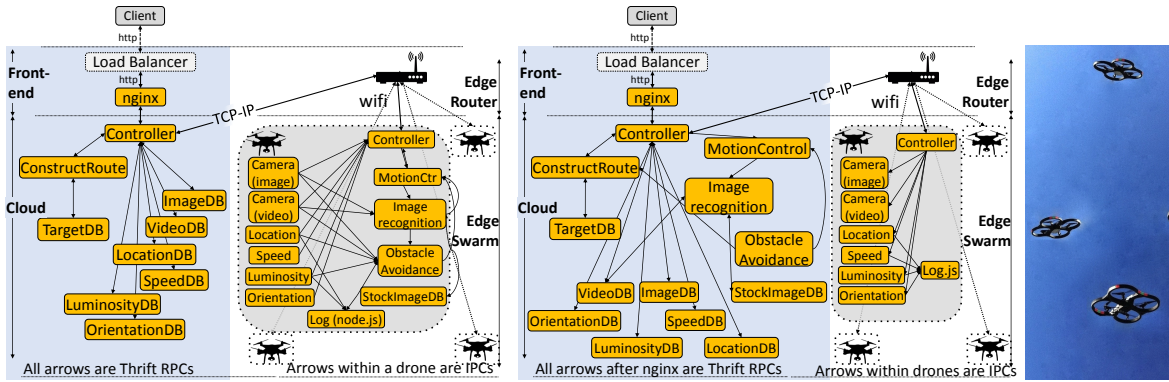 Client
http
Load Balancer
http
nginx
Front-
end
Edge
Router
wifi
TCP-IP
Controller
ConstructRoute
TargetDB
ImageDB
VideoDB
LocationDB
SpeedDB
LuminosityDB
OrientationDB
Cloud
Controller
Camera
(image)
Camera
(video)
Location
Speed
Luminosity
Orientation
MotionCtr
Image
recognition
Obstacle
Avoidance
StockImageDB
Log (node.js)
Edge
Swarm
All arrows are Thrift RPCs
Arrows within a drone are IPCs
Client
http
Load Balancer
http
nginx
Front-
end
Edge
Router
wifi
TCP-IP
Controller
MotionControl
ConstructRoute
Image
recognition
TargetDB
Obstacle
Avoidance
VideoDB
ImageDB
StockImageDB
OrientationDB
SpeedDB
LuminosityDB
LocationDB
Cloud
Controller
Camera
(image)
Camera
(video)
Location
Speed
Luminosity
Orientation
Log.js
Edge
Swarm
All arrows after nginx are Thrift RPCs
Arrows within drones are IPCs